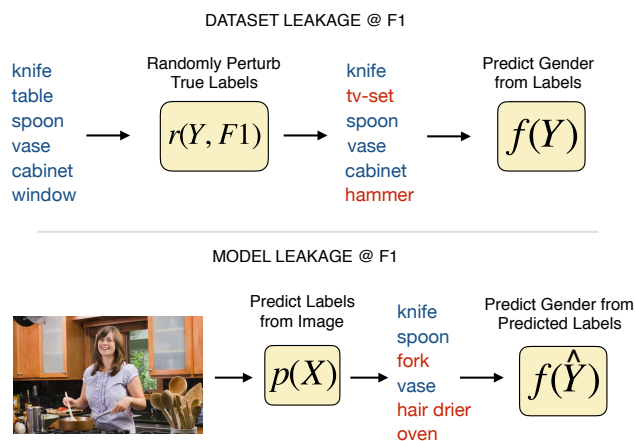 DATASET LEAKAGE @ F1
knife
table
spoon
vase
cabinet
window
Randomly Perturb
True Labels
r(Y, F1)
knife
tv-set
spoon
vase
cabinet
hammer
Predict Gender
from Labels
f(Y)
MODEL LEAKAGE @ F1
Predict Labels
from Image
p(X)
knife
spoon
fork
vase
hair drier
oven
Predict Gender from
Predicted Labels
f(Ŷ)